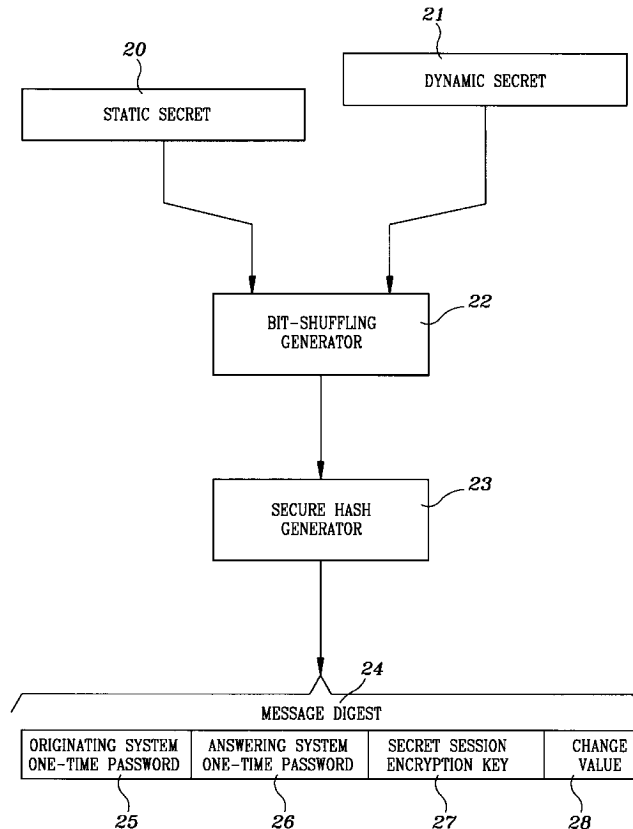 20
STATIC SECRET
21
DYNAMIC SECRET
22
BIT-SHUFFLING
GENERATOR
23
SECURE HASH
GENERATOR
24
MESSAGE DIGEST
ORIGINATING SYSTEM
ONE-TIME PASSWORD
ANSWERING SYSTEM
ONE-TIME PASSWORD
SECRET SESSION
ENCRYPTION KEY
CHANGE
VALUE
25
26
27
28